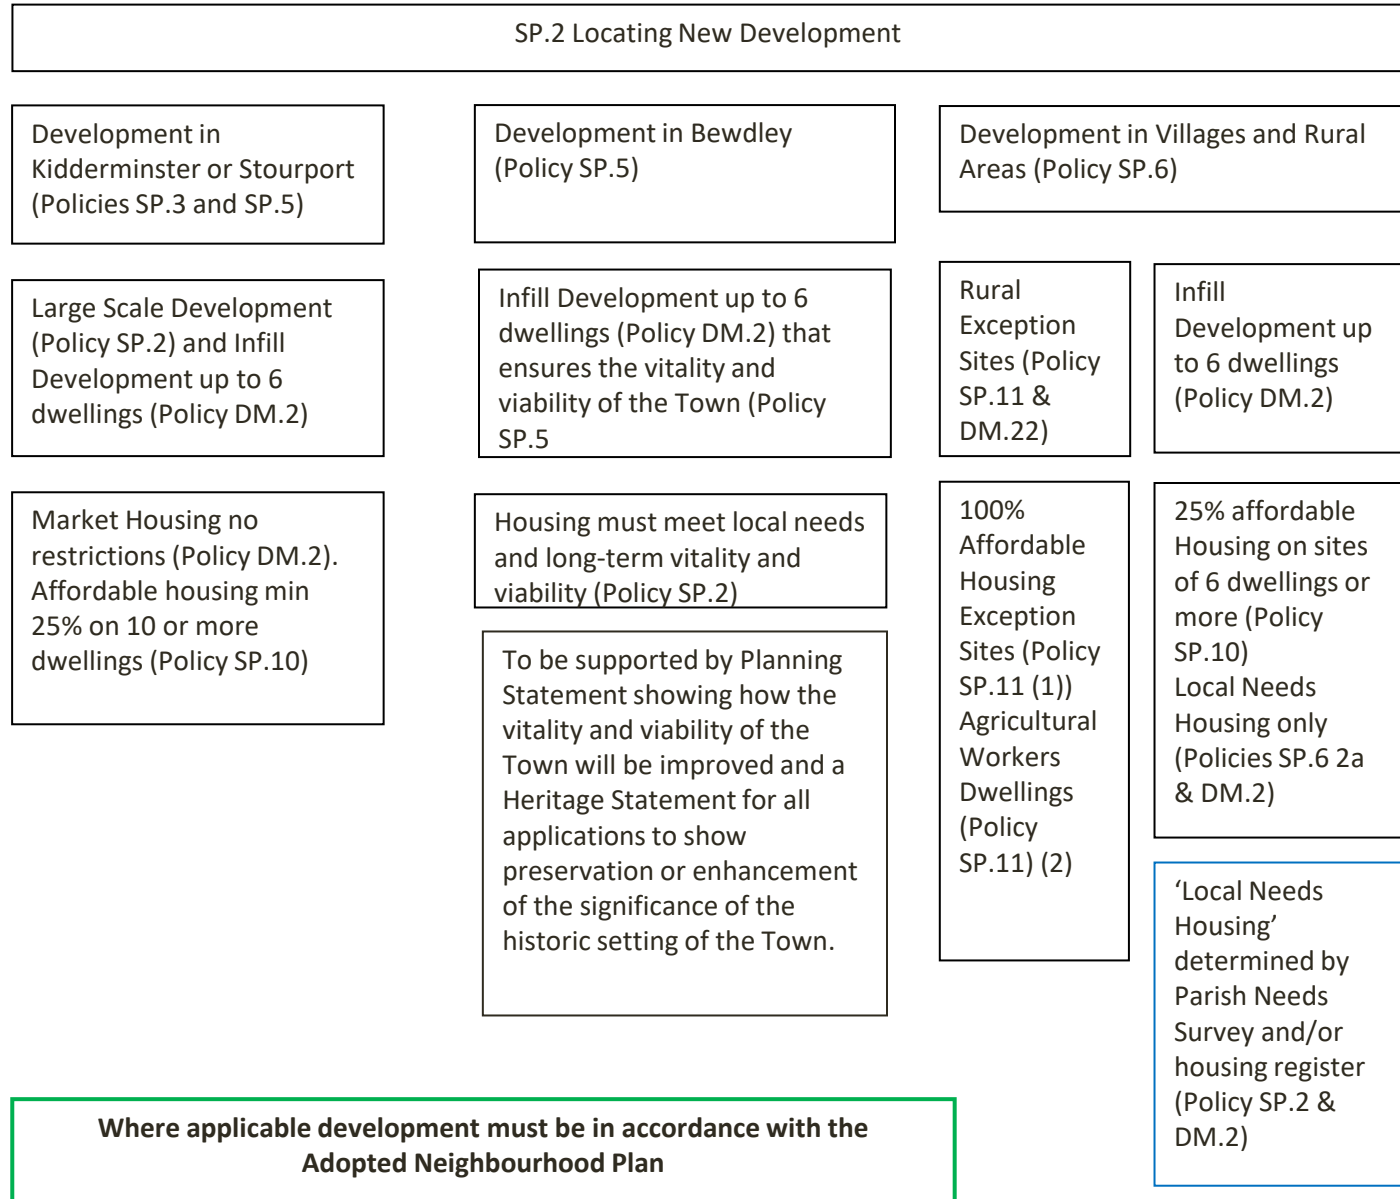 SP.2 Locating New Development
Development in
Kidderminster or Stourport
(Policies SP.3 and SP.5)
Development in Bewdley
(Policy SP.5)
Development in Villages and Rural
Areas (Policy SP.6)
Large Scale Development
(Policy SP.2) and Infill
Development up to 6
dwellings (Policy DM.2)
Infill Development up to 6
dwellings (Policy DM.2) that
ensures the vitality and
viability of the Town (Policy
SP.5
Rural
Exception
Sites (Policy
SP.11 &
DM.22)
Infill
Development up
to 6 dwellings
(Policy DM.2)
Market Housing no
restrictions (Policy DM.2).
Affordable housing min
25% on 10 or more
dwellings (Policy SP.10)
Housing must meet local needs
and long-term vitality and
viability (Policy SP.2)
To be supported by Planning
Statement showing how the
vitality and viability of the
Town will be improved and a
Heritage Statement for all
applications to show
preservation or enhancement
of the significance of the
historic setting of the Town.
100%
Affordable
Housing
Exception
Sites (Policy
SP.11 (1))
Agricultural
Workers
Dwellings
(Policy
SP.11) (2)
25% affordable
Housing on sites
of 6 dwellings or
more (Policy
SP.10)
Local Needs
Housing only
(Policies SP.6 2a
& DM.2)
‘Local Needs
Housing’
determined by
Parish Needs
Survey and/or
housing register
(Policy SP.2 &
DM.2)
Where applicable development must be in accordance with the
Adopted Neighbourhood Plan